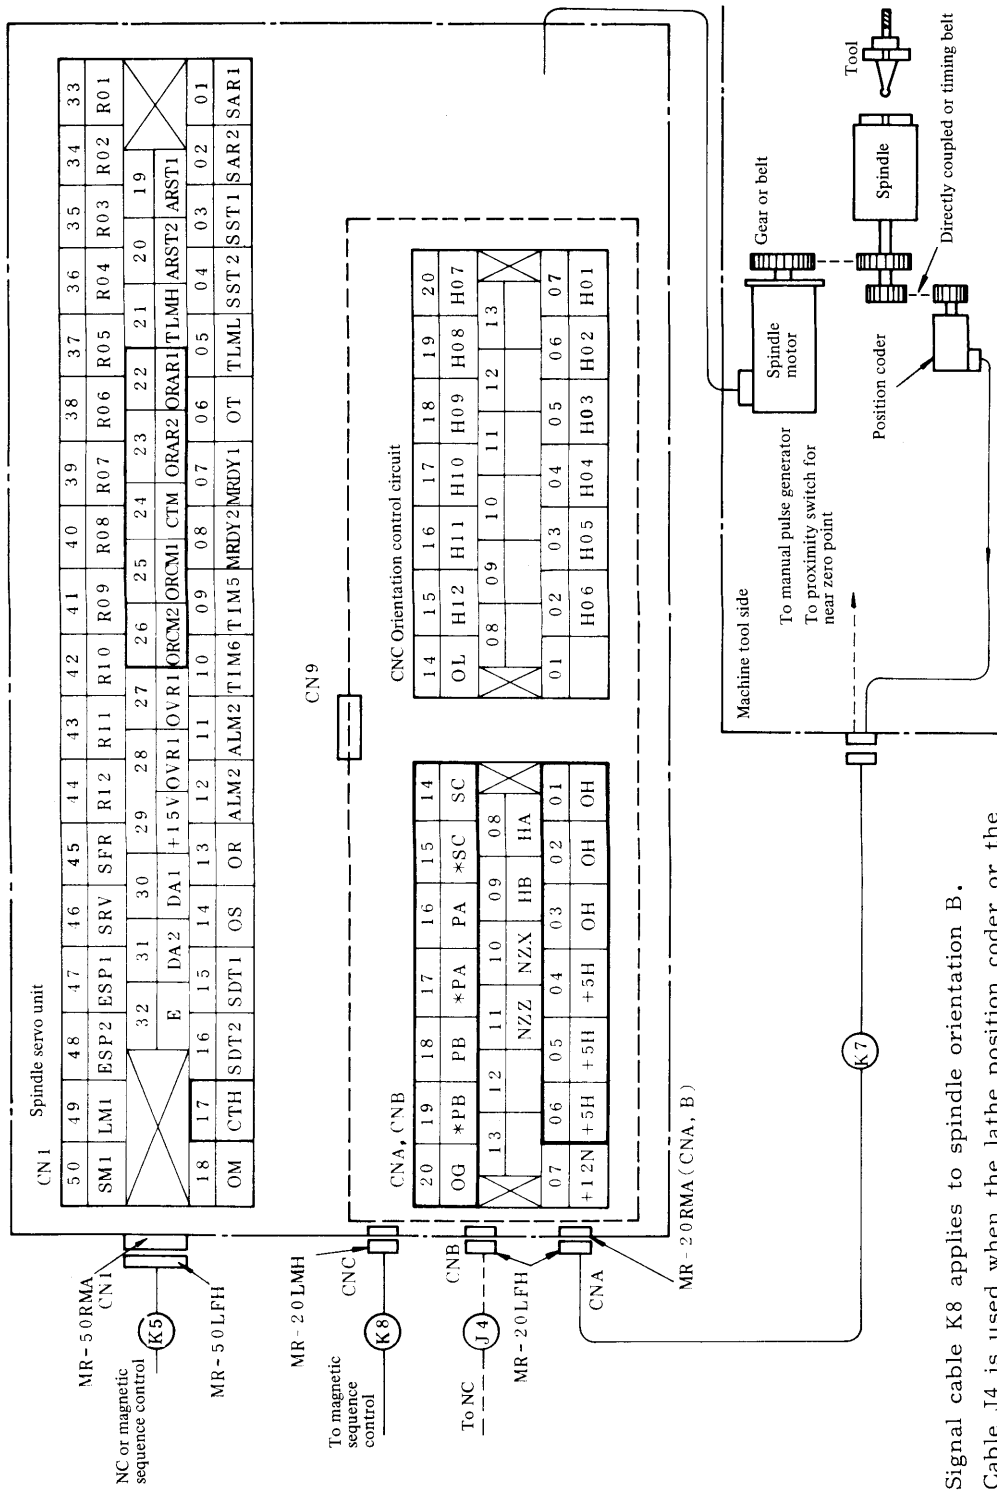 CN1
Spindle servo unit
50 49 48 47 46 45 44 43 42 41 40 39 38 37 36 35 34 33
SM1 LM1 ESP2 ESP1 SRV SFR R12 R11 R10 R09 R08 R07 R06 R05 R04 R03 R02 R01
32 31 30 29 28 27 26 25 24 23 22 21 20 19
E DA2 DA1 +15V OVR1 OVR1 ORCM2 ORCM1 CTM ORAR2 ORAR1 TLMH ARST2 ARST1
18 17 16 15 14 13 12 11 10 09 08 07 06 05 04 03 02 01
OM CTH SDT2 SDT1 OS OR ALM2 ALM2 TIM6 TIM5 MRDY2 MRDY1 OT TLML SST2 SST1 SAR2 SAR1
MR-50RMA
CN1
NC or magnetic
sequence control
K5
MR-50LFH
CN9
MR-20LMH
CNC
To magnetic
sequence
control
K8
CNA, CNB
20 19 18 17 16 15 14
OG *PB PB *PA PA *SC SC
13 12 11 10 09 08
NZZ NZX HB HA
07 06 05 04 03 02 01
+12N +5H +5H +5H OH OH OH
CNC Orientation control circuit
14 15 16 17 18 19 20
OL H12 H11 H10 H09 H08 H07
08 09 10 11 12 13
01 02 03 04 05 06 07
H06 H05 H04 H03 H02 H01
CNB
To NC
J4
MR-20LFH
CNA
MR-20RMA (CNA, B)
K7
Machine tool side
To manual pulse generator
To proximity switch for
near zero point
Spindle
motor
Gear or belt
Tool
Spindle
Position coder
Directly coupled or timing belt
Signal cable K8 applies to spindle orientation B.
Cable J4 is used when the lathe position coder or the